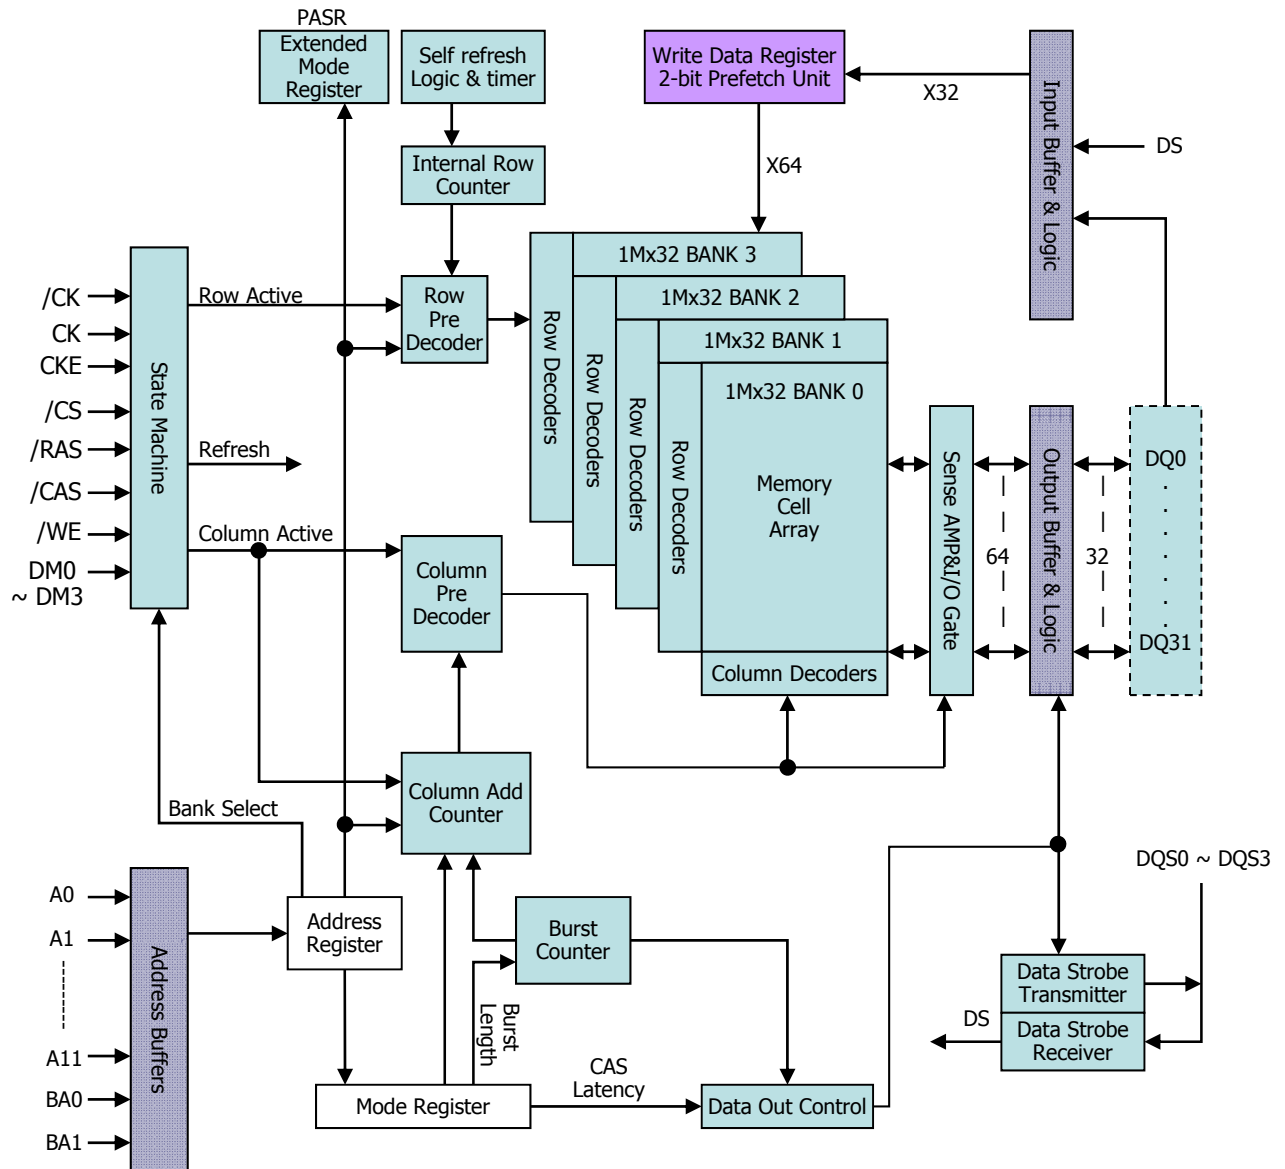 PASR
Extended
Mode
Register
Self refresh
Logic & timer
Write Data Register
2-bit Prefetch Unit
X32
Input Buffer & Logic
DS
Internal Row
Counter
X64
1Mx32 BANK 3
1Mx32 BANK 2
1Mx32 BANK 1
1Mx32 BANK 0
Row Decoders
Row Decoders
Row Decoders
Row Decoders
Memory
Cell
Array
Column Decoders
/CK
CK
CKE
/CS
/RAS
/CAS
/WE
DM0
~ DM3
State Machine
Row Active
Refresh
Column Active
Row
Pre
Decoder
Column
Pre
Decoder
Sense AMP&I/O Gate
64
Output Buffer & Logic
32
DQ0
.
.
.
.
.
.
.
DQ31
Column Add
Counter
Bank Select
A0
A1
A11
BA0
BA1
Address Buffers
Address
Register
Burst
Counter
Burst
Length
Mode Register
CAS
Latency
Data Out Control
DQS0 ~ DQS3
Data Strobe
Transmitter
DS
Data Strobe
Receiver